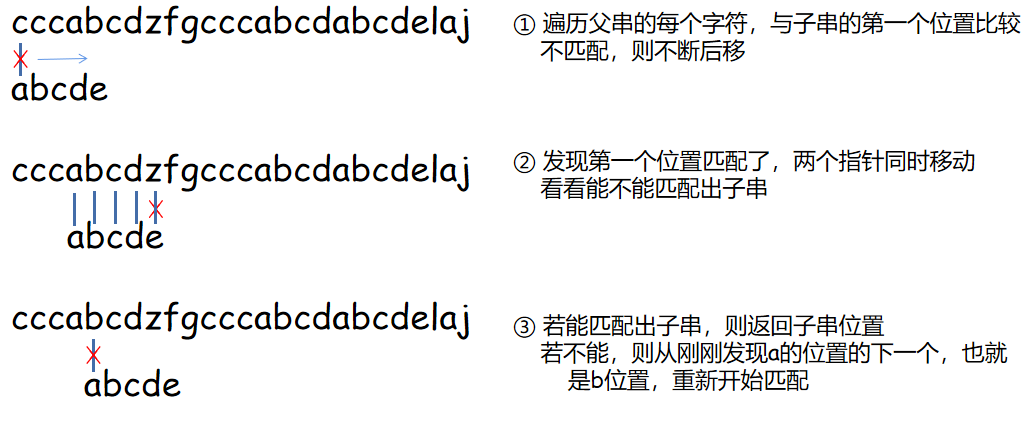 cccabcdzfgcccabcdabcdelaj
abcde
① 遍历父串的每个字符，与子串的第一个位置比较
不匹配，则不断后移
cccabcdzfgcccabcdabcdelaj
abcde
② 发现第一个位置匹配了，两个指针同时移动
看看能不能匹配出子串
cccabcdzfgcccabcdabcdelaj
abcde
③ 若能匹配出子串，则返回子串位置
若不能，则从刚刚发现a的位置的下一个，也就
是b位置，重新开始匹配